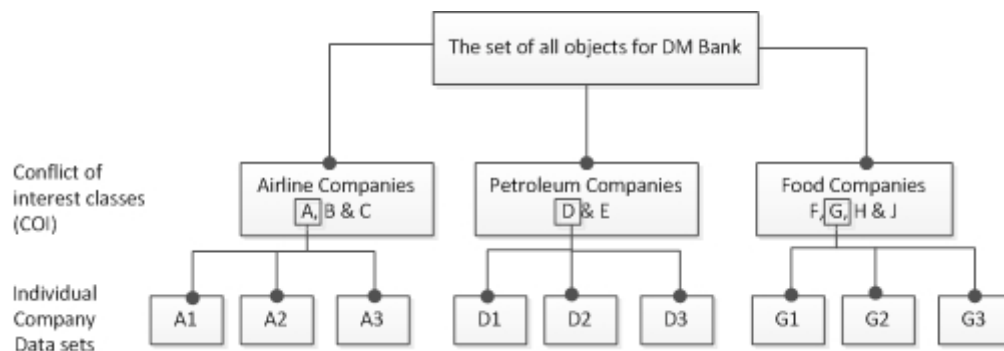 The set of all objects for DM Bank
Conflict of
interest classes
(COI)
Airline Companies
A, B & C
Petroleum Companies
D & E
Food Companies
F, G, H & J
Individual
Company
Data sets
A1
A2
A3
D1
D2
D3
G1
G2
G3